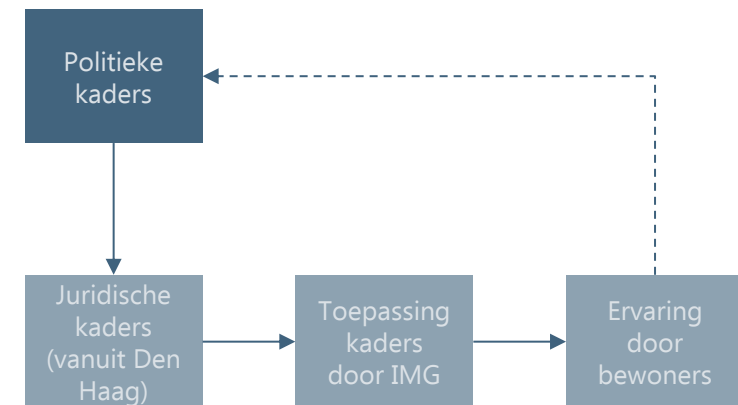 Politieke
kaders
Juridische
kaders
(vanuit Den
Haag)
Toepassing
kaders
door IMG
Ervaring
door
bewoners